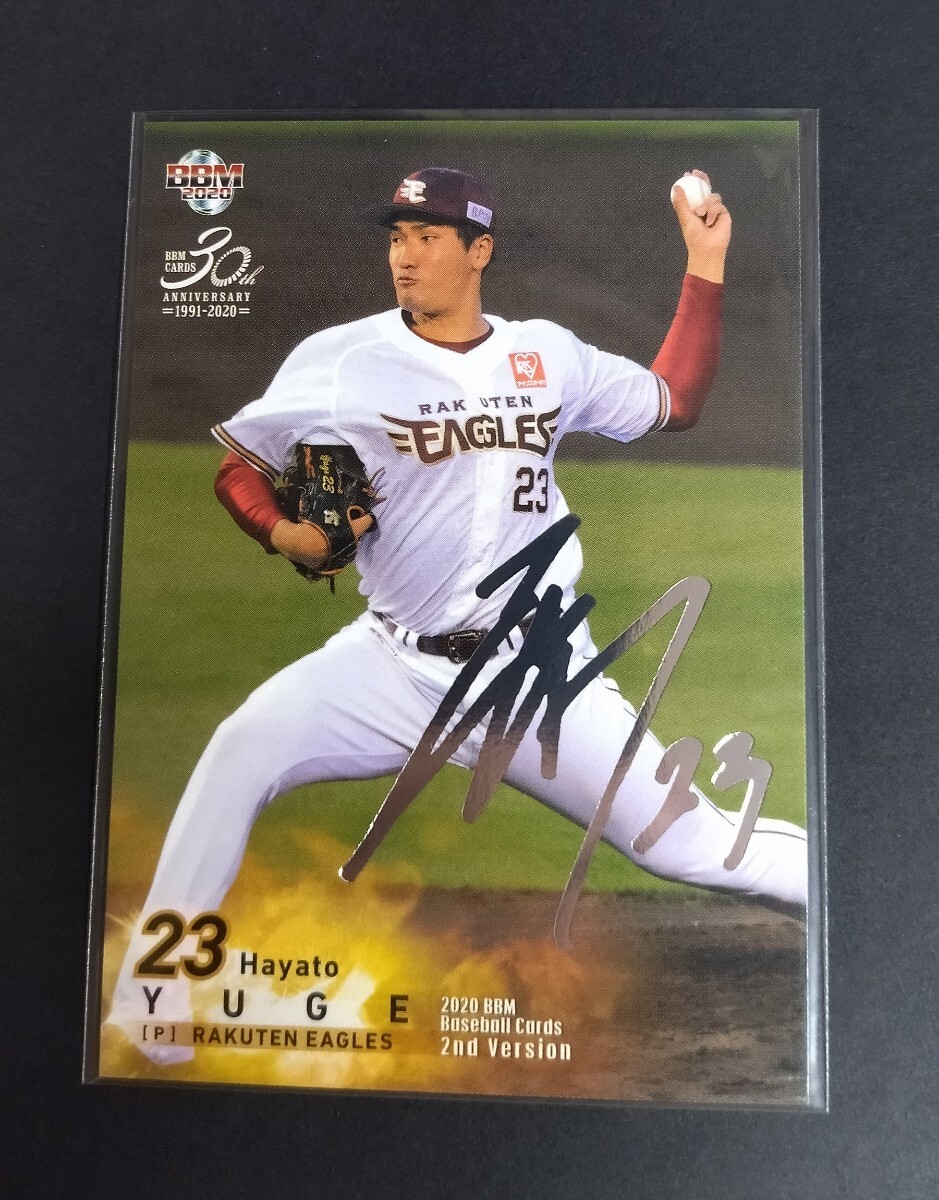 BBM
2020
BBM
CARDS
30th
ANNIVERSARY
=1991-2020=
E
RAKUTEN
EAGLES
23
23
23 Hayato
YUGE
[P] RAKUTEN EAGLES
2020 BBM
Baseball Cards
2nd Version